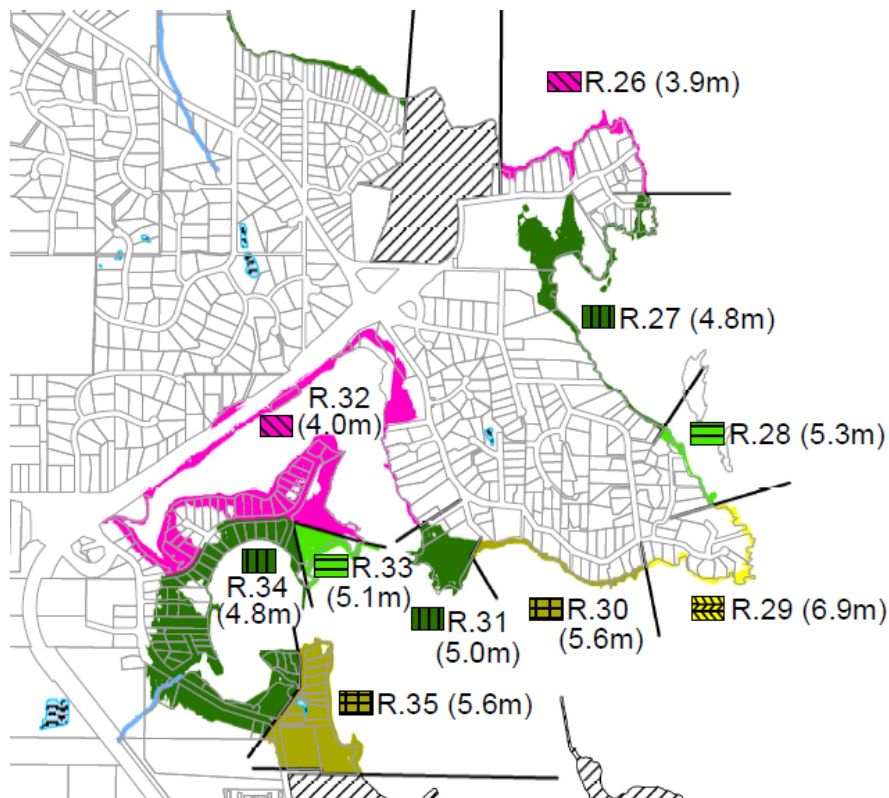 R.26 (3.9m)
R.27 (4.8m)
R.32
(4.0m)
R.28 (5.3m)
R.33
(5.1m)
R.34
(4.8m)
R.31
(5.0m)
R.30
(5.6m)
R.29 (6.9m)
R.35 (5.6m)